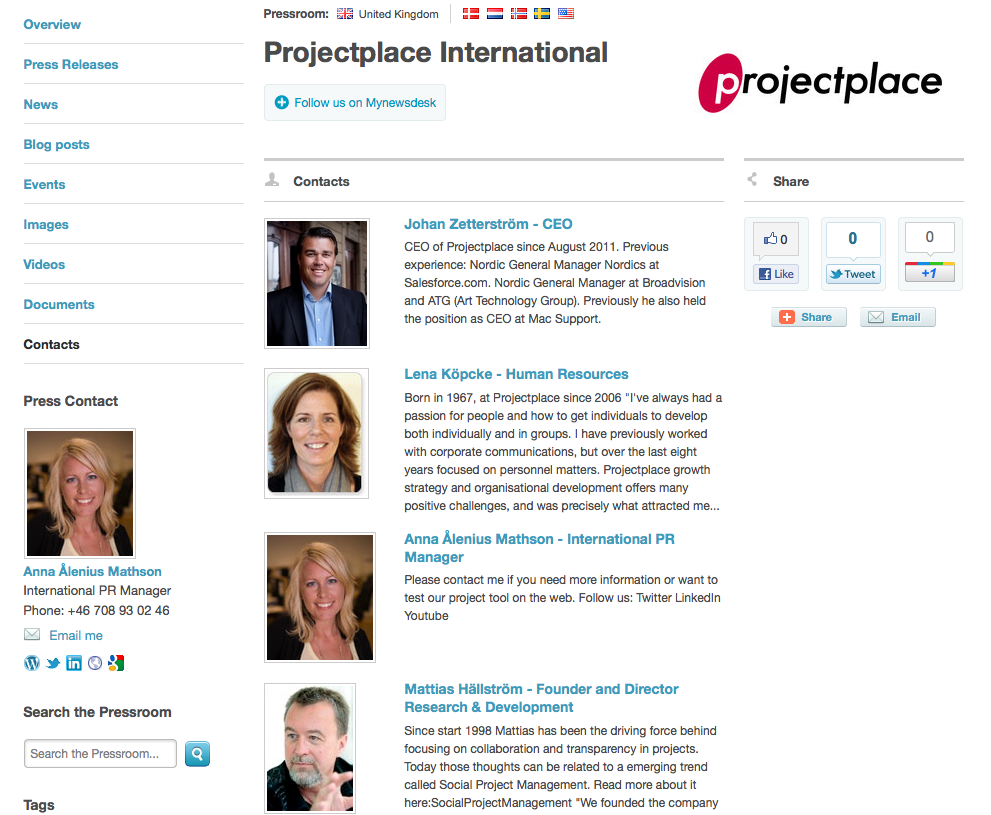 Overview
Press Releases
News
Blog posts
Events
Images
Videos
Documents
Contacts
Press Contact
Anna Ålenius Mathson
International PR Manager
Phone: +46 708 93 02 46
Email me
Search the Pressroom
Search the Pressroom...
Tags
Pressroom: United Kingdom
Projectplace International
Follow us on Mynewsdesk
projectplace
Contacts
Johan Zetterström - CEO
CEO of Projectplace since August 2011. Previous
experience: Nordic General Manager Nordics at
Salesforce.com. Nordic General Manager at Broadvision
and ATG (Art Technology Group). Previously he also held
the position as CEO at Mac Support.
Lena Köpcke - Human Resources
Born in 1967, at Projectplace since 2006 "I've always had a
passion for people and how to get individuals to develop
both individually and in groups. I have previously worked
with corporate communications, but over the last eight
years focused on personnel matters. Projectplace growth
strategy and organisational development offers many
positive challenges, and was precisely what attracted me...
Anna Ålenius Mathson - International PR
Manager
Please contact me if you need more information or want to
test our project tool on the web. Follow us: Twitter LinkedIn
Youtube
Mattias Hällström - Founder and Director
Research & Development
Since start 1998 Mattias has been the driving force behind
focusing on collaboration and transparency in projects.
Today those thoughts can be related to a emerging trend
called Social Project Management. Read more about it
here:SocialProjectManagement "We founded the company
Share
0 0 0
Like Tweet +1
Share Email